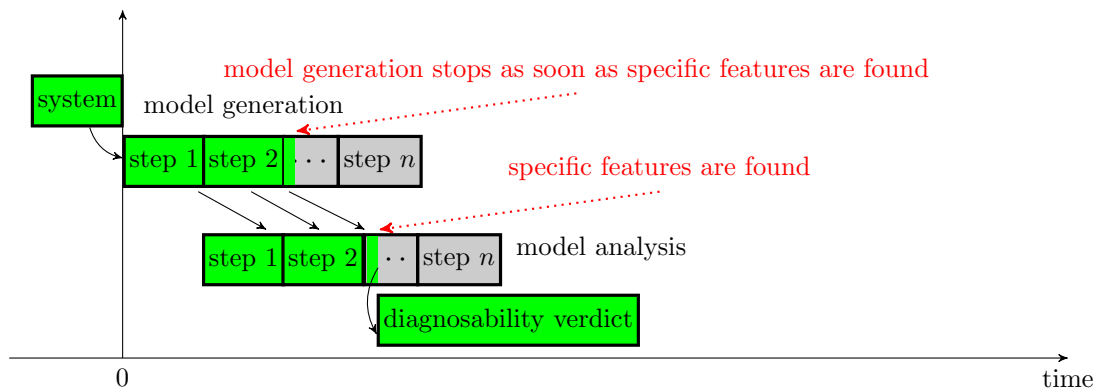 model generation stops as soon as specific features are found
system
model generation
step 1 step 2 ... step n
specific features are found
step 1 step 2 .. step n
model analysis
diagnosability verdict
0
time